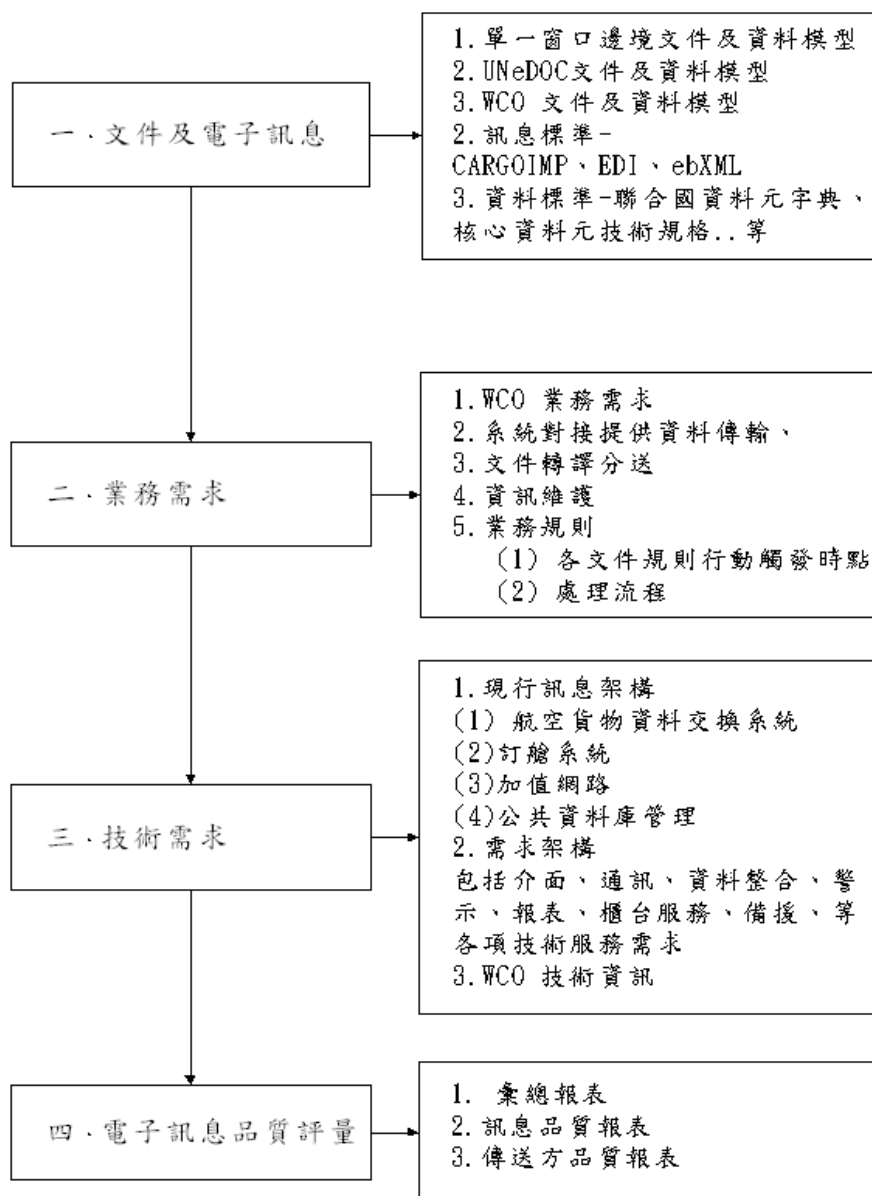 一.文件及電子訊息
1.單一窗口邊境文件及資料模型
2.UNeDOC文件及資料模型
3.WCO 文件及資料模型
2.訊息標準-
CARGOIMP、EDI、ebXML
3.資料標準-聯合國資料元字典、
核心資料元技術規格..等
二.業務需求
1.WCO 業務需求
2.系統對接提供資料傳輸、
3.文件轉譯分送
4.資訊維護
5.業務規則
(1) 各文件規則行動觸發時點
(2) 處理流程
三.技術需求
1.現行訊息架構
(1) 航空貨物資料交換系統
(2)訂艙系統
(3)加值網路
(4)公共資料庫管理
2.需求架構
包括介面、通訊、資料整合、警
示、報表、櫃台服務、備援、等
各項技術服務需求
3.WCO 技術資訊
四.電子訊息品質評量
1. 彙總報表
2.訊息品質報表
3.傳送方品質報表